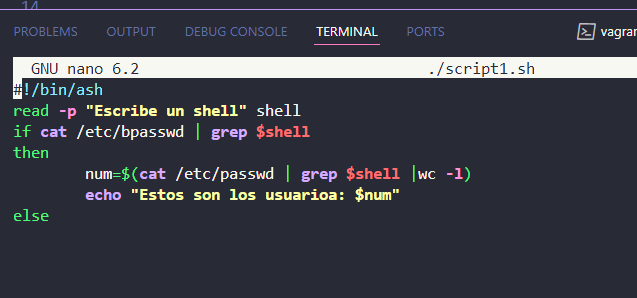 14
PROBLEMS OUTPUT DEBUG CONSOLE TERMINAL PORTS vagran
GNU nano 6.2 ./script1.sh
#!/bin/ash
read -p "Escribe un shell" shell
if cat /etc/bpasswd | grep $shell
then
num=$(cat /etc/passwd | grep $shell |wc -l)
echo "Estos son los usuarioa: $num"
else